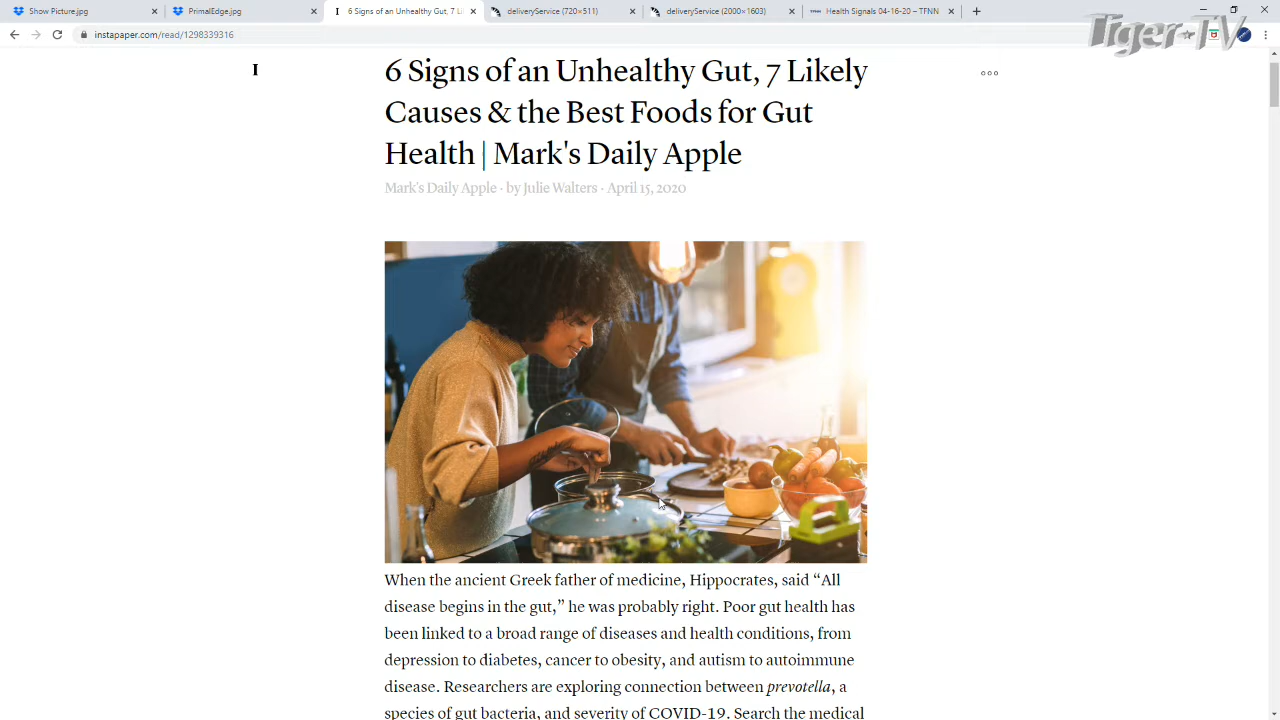 Show Picture.jpg
PrimalEdge.jpg
6 Signs of an Unhealthy Gut, 7 Li
deliveryService (720×511)
deliveryService (2000×1603)
Health Signals 04-16-20 – TFNN
Tiger-TV
instapaper.com/read/1298339316
I
6 Signs of an Unhealthy Gut, 7 Likely
Causes & the Best Foods for Gut
Health | Mark's Daily Apple
Mark's Daily Apple · by Julie Walters · April 15, 2020
When the ancient Greek father of medicine, Hippocrates, said “All
disease begins in the gut,” he was probably right. Poor gut health has
been linked to a broad range of diseases and health conditions, from
depression to diabetes, cancer to obesity, and autism to autoimmune
disease. Researchers are exploring connection between prevotella, a
species of gut bacteria, and severity of COVID-19. Search the medical